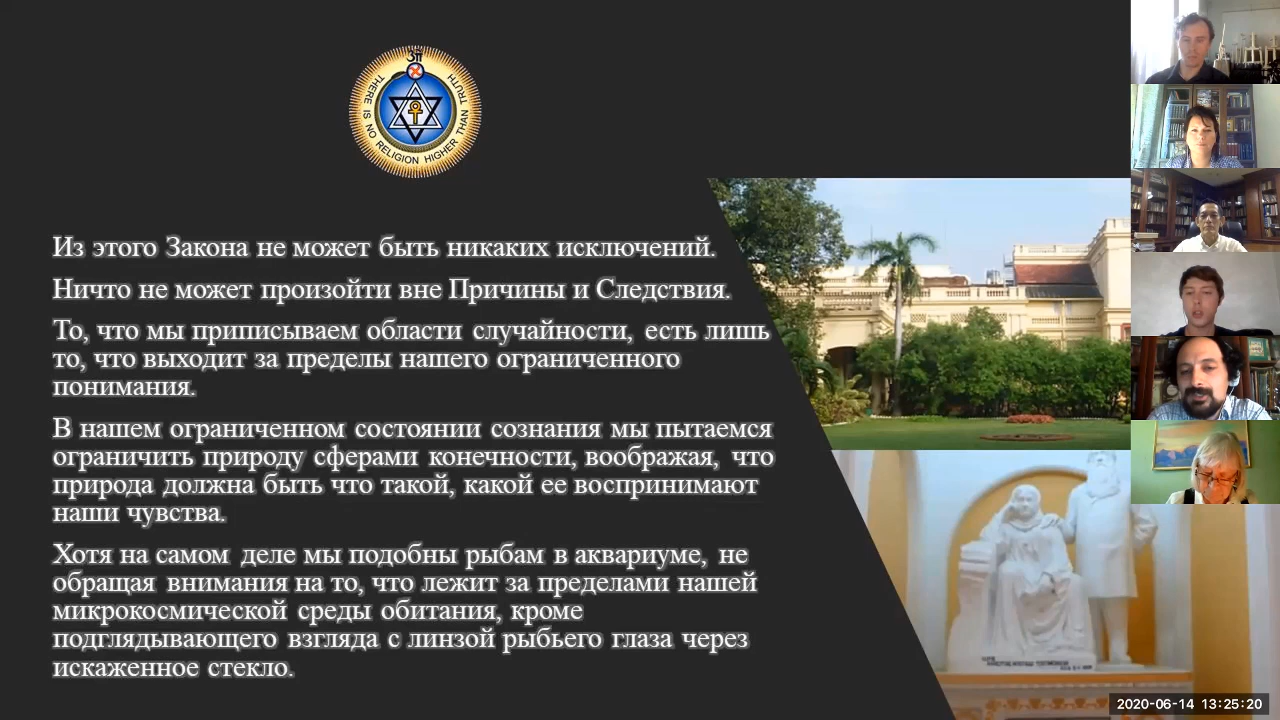 ॐ
THERE IS NO RELIGION HIGHER THAN TRUTH
Из этого Закона не может быть никаких исключений.
Ничто не может произойти вне Причины и Следствия.
То, что мы приписываем области случайности, есть лишь
то, что выходит за пределы нашего ограниченного
понимания.
В нашем ограниченном состоянии сознания мы пытаемся
ограничить природу сферами конечности, воображая, что
природа должна быть что такой, какой ее воспринимают
наши чувства.
Хотя на самом деле мы подобны рыбам в аквариуме, не
обращая внимания на то, что лежит за пределами нашей
микрокосмической среды обитания, кроме
подглядывающего взгляда с линзой рыбьего глаза через
искаженное стекло.
2020-06-14 13:25:20